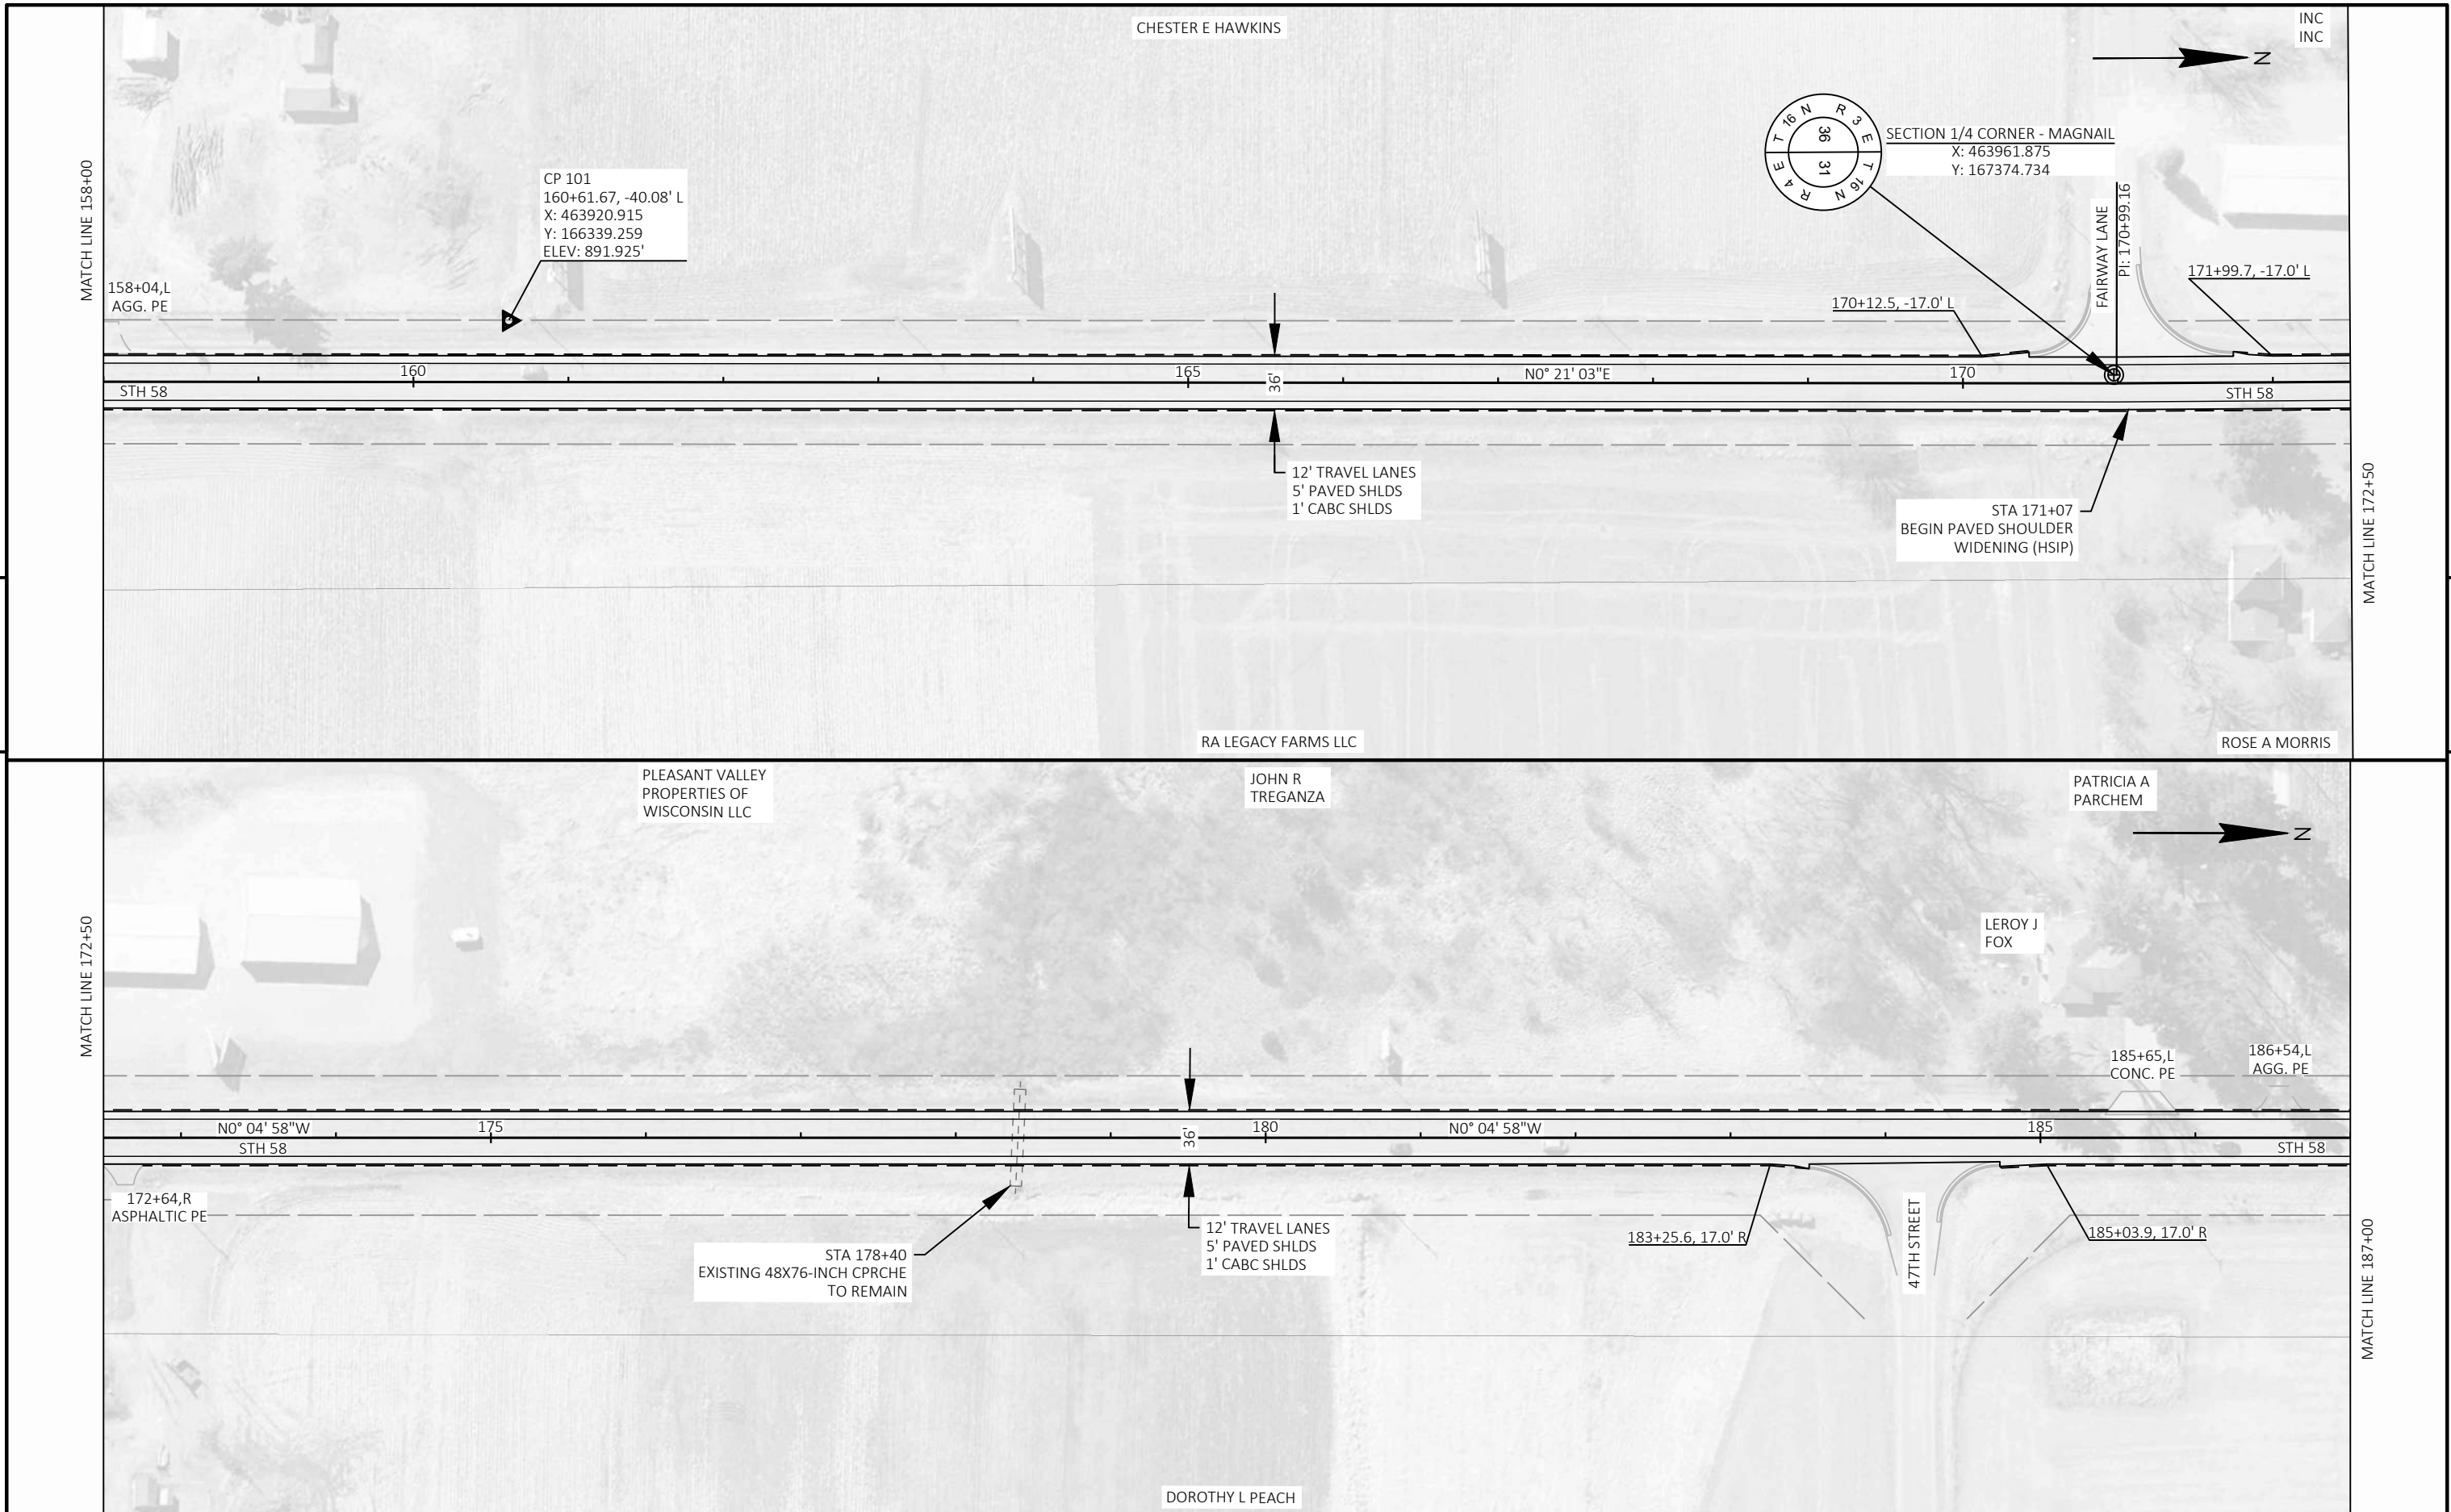 CHESTER E HAWKINS
INC
INC
N
MATCH LINE 158+00
CP 101
160+61.67, -40.08' L
X: 463920.915
Y: 166339.259
ELEV: 891.925'
T 16 N R 3 E
36
31
T 16 N R 4 E
SECTION 1/4 CORNER - MAGNAIL
X: 463961.875
Y: 167374.734
FAIRWAY LANE
PI: 170+99.16
171+99.7, -17.0' L
170+12.5, -17.0' L
158+04,L
AGG. PE
160
165
170
36'
N0° 21' 03"E
STH 58
STH 58
12' TRAVEL LANES
5' PAVED SHLDS
1' CABC SHLDS
STA 171+07
BEGIN PAVED SHOULDER
WIDENING (HSIP)
MATCH LINE 172+50
RA LEGACY FARMS LLC
ROSE A MORRIS
PLEASANT VALLEY
PROPERTIES OF
WISCONSIN LLC
JOHN R
TREGANZA
PATRICIA A
PARCHEM
N
LEROY J
FOX
MATCH LINE 172+50
185+65,L
CONC. PE
186+54,L
AGG. PE
N0° 04' 58"W
175
36'
180
N0° 04' 58"W
185
STH 58
STH 58
172+64,R
ASPHALTIC PE
STA 178+40
EXISTING 48X76-INCH CPRCHE
TO REMAIN
12' TRAVEL LANES
5' PAVED SHLDS
1' CABC SHLDS
183+25.6, 17.0' R
47TH STREET
185+03.9, 17.0' R
MATCH LINE 187+00
DOROTHY L PEACH